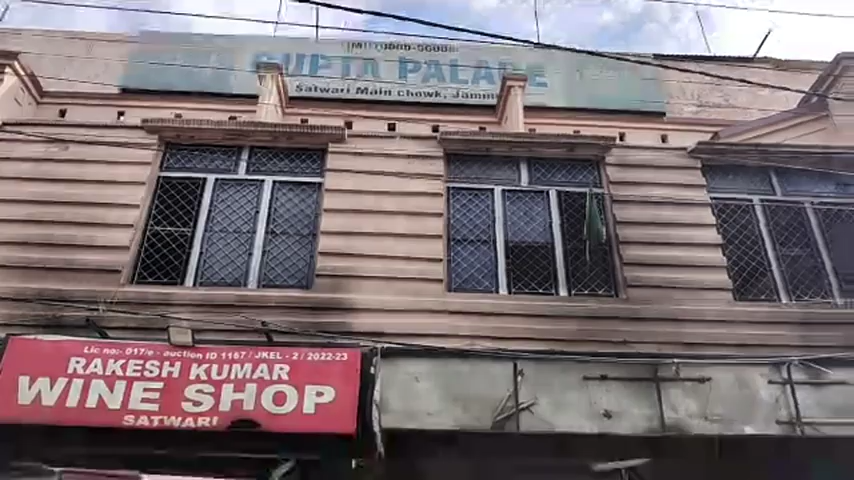 GUPTA PALACE
Satwari Main Chowk, Jammu
Lic no:- 017/e auction ID 1167 / JKEL - 2 / 2022-23
RAKESH KUMAR
WINE SHOP
SATWARI